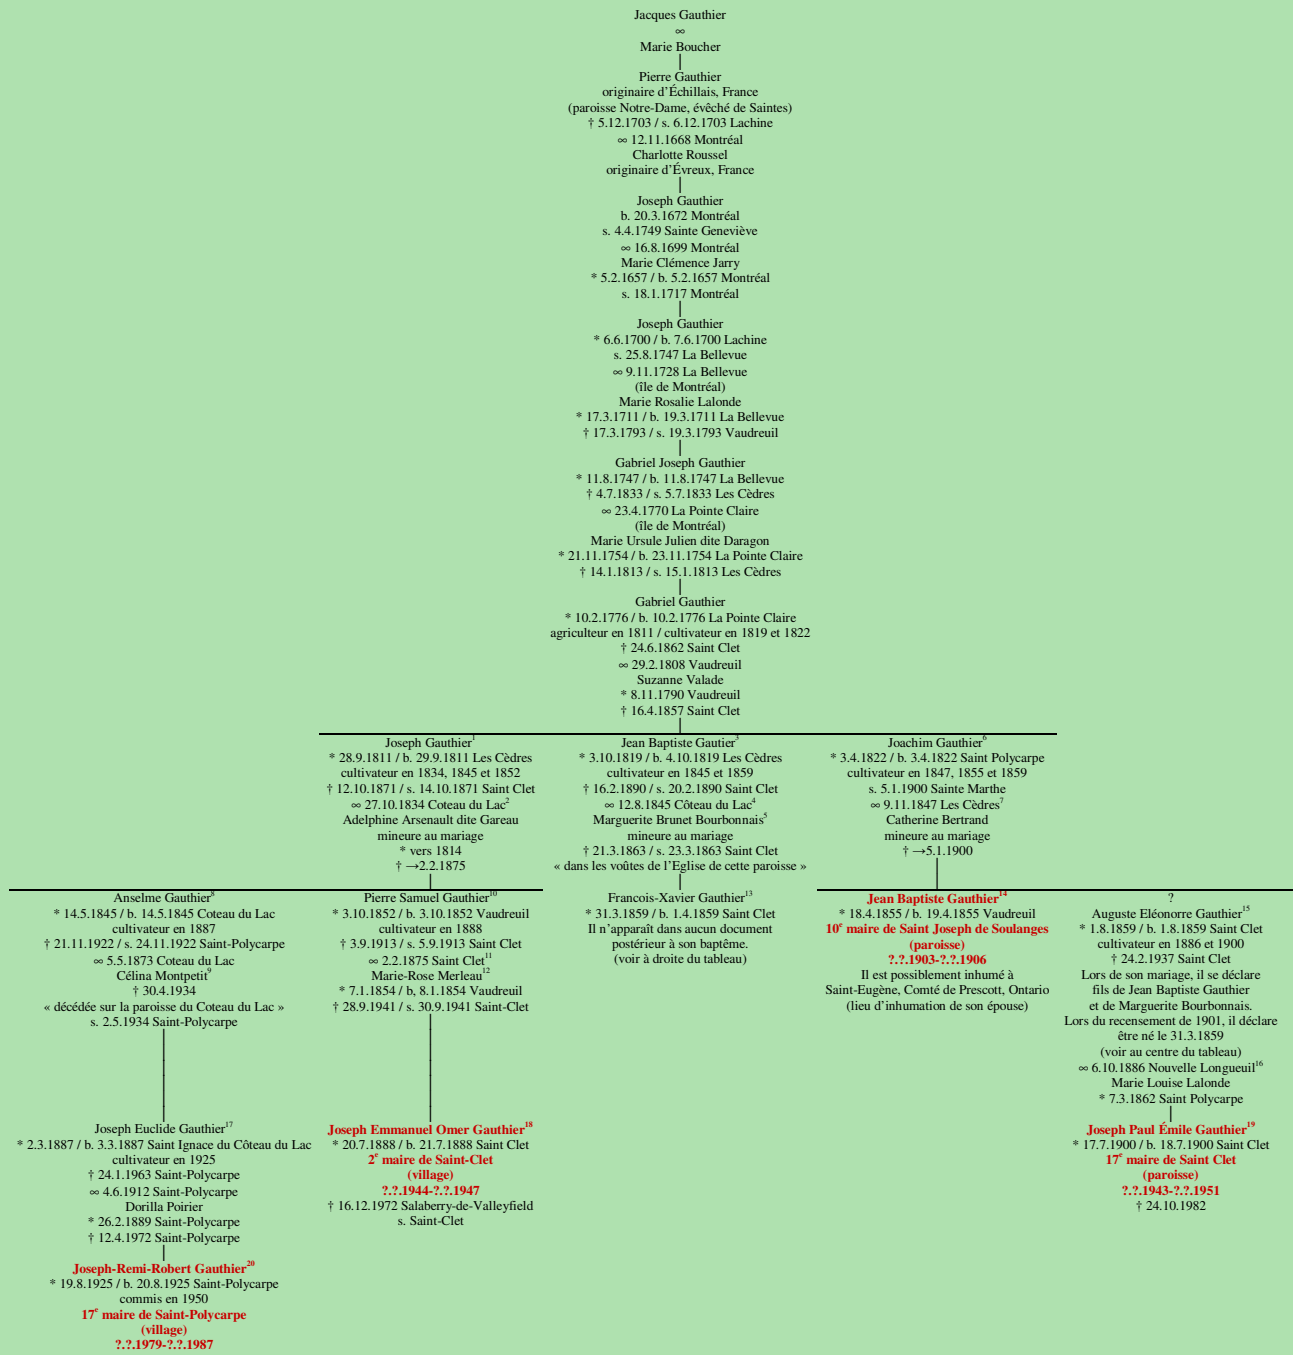 Jacques Gauthier
∞
Marie Boucher
Pierre Gauthier
originaire d'Échillais, France
(paroisse Notre-Dame, évêché de Saintes)
† 5.12.1703 / s. 6.12.1703 Lachine
∞ 12.11.1668 Montréal
Charlotte Roussel
originaire d'Évreux, France
Joseph Gauthier
b. 20.3.1672 Montréal
s. 4.4.1749 Sainte Geneviève
∞ 16.8.1699 Montréal
Marie Clémence Jarry
* 5.2.1657 / b. 5.2.1657 Montréal
s. 18.1.1717 Montréal
Joseph Gauthier
* 6.6.1700 / b. 7.6.1700 Lachine
s. 25.8.1747 La Bellevue
∞ 9.11.1728 La Bellevue
(île de Montréal)
Marie Rosalie Lalonde
* 17.3.1711 / b. 19.3.1711 La Bellevue
† 17.3.1793 / s. 19.3.1793 Vaudreuil
Gabriel Joseph Gauthier
* 11.8.1747 / b. 11.8.1747 La Bellevue
† 4.7.1833 / s. 5.7.1833 Les Cèdres
∞ 23.4.1770 La Pointe Claire
(île de Montréal)
Marie Ursule Julien dite Daragon
* 21.11.1754 / b. 23.11.1754 La Pointe Claire
† 14.1.1813 / s. 15.1.1813 Les Cèdres
Gabriel Gauthier
* 10.2.1776 / b. 10.2.1776 La Pointe Claire
agriculteur en 1811 / cultivateur en 1819 et 1822
† 24.6.1862 Saint Clet
∞ 29.2.1808 Vaudreuil
Suzanne Valade
* 8.11.1790 Vaudreuil
† 16.4.1857 Saint Clet
Joseph Gauthier¹
* 28.9.1811 / b. 29.9.1811 Les Cèdres
cultivateur en 1834, 1845 et 1852
† 12.10.1871 / s. 14.10.1871 Saint Clet
∞ 27.10.1834 Coteau du Lac²
Adelphine Arsenault dite Gareau
mineure au mariage
* vers 1814
† →2.2.1875
Jean Baptiste Gautier³
* 3.10.1819 / b. 4.10.1819 Les Cèdres
cultivateur en 1845 et 1859
† 16.2.1890 / s. 20.2.1890 Saint Clet
∞ 12.8.1845 Côteau du Lac⁴
Marguerite Brunet Bourbonnais⁵
mineure au mariage
† 21.3.1863 / s. 23.3.1863 Saint Clet
« dans les voûtes de l'Eglise de cette paroisse »
Joachim Gauthier⁶
* 3.4.1822 / b. 3.4.1822 Saint Polycarpe
cultivateur en 1847, 1855 et 1859
s. 5.1.1900 Sainte Marthe
∞ 9.11.1847 Les Cèdres⁷
Catherine Bertrand
mineure au mariage
† →5.1.1900
Anselme Gauthier⁸
* 14.5.1845 / b. 14.5.1845 Coteau du Lac
cultivateur en 1887
† 21.11.1922 / s. 24.11.1922 Saint-Polycarpe
∞ 5.5.1873 Coteau du Lac
Célina Montpetit⁹
† 30.4.1934
« décédée sur la paroisse du Coteau du Lac »
s. 2.5.1934 Saint-Polycarpe
Pierre Samuel Gauthier¹⁰
* 3.10.1852 / b. 3.10.1852 Vaudreuil
cultivateur en 1888
† 3.9.1913 / s. 5.9.1913 Saint Clet
∞ 2.2.1875 Saint Clet¹¹
Marie-Rose Merleau¹²
* 7.1.1854 / b, 8.1.1854 Vaudreuil
† 28.9.1941 / s. 30.9.1941 Saint-Clet
Francois-Xavier Gauthier¹³
* 31.3.1859 / b. 1.4.1859 Saint Clet
Il n'apparaît dans aucun document
postérieur à son baptême.
(voir à droite du tableau)
Jean Baptiste Gauthier¹⁴
* 18.4.1855 / b. 19.4.1855 Vaudreuil
10ᵉ maire de Saint Joseph de Soulanges
(paroisse)
?.?.1903-?.?.1906
Il est possiblement inhumé à
Saint-Eugène, Comté de Prescott, Ontario
(lieu d'inhumation de son épouse)
?
Auguste Eléonorre Gauthier¹⁵
* 1.8.1859 / b. 1.8.1859 Saint Clet
cultivateur en 1886 et 1900
† 24.2.1937 Saint Clet
Lors de son mariage, il se déclare
fils de Jean Baptiste Gauthier
et de Marguerite Bourbonnais.
Lors du recensement de 1901, il déclare
être né le 31.3.1859
(voir au centre du tableau)
∞ 6.10.1886 Nouvelle Longueuil¹⁶
Marie Louise Lalonde
* 7.3.1862 Saint Polycarpe
Joseph Euclide Gauthier¹⁷
* 2.3.1887 / b. 3.3.1887 Saint Ignace du Côteau du Lac
cultivateur en 1925
† 24.1.1963 Saint-Polycarpe
∞ 4.6.1912 Saint-Polycarpe
Dorilla Poirier
* 26.2.1889 Saint-Polycarpe
† 12.4.1972 Saint-Polycarpe
Joseph Emmanuel Omer Gauthier¹⁸
* 20.7.1888 / b. 21.7.1888 Saint Clet
2ᵉ maire de Saint-Clet
(village)
?.?.1944-?.?.1947
† 16.12.1972 Salaberry-de-Valleyfield
s. Saint-Clet
Joseph Paul Émile Gauthier¹⁹
* 17.7.1900 / b. 18.7.1900 Saint Clet
17ᵉ maire de Saint Clet
(paroisse)
?.?.1943-?.?.1951
† 24.10.1982
Joseph-Remi-Robert Gauthier²⁰
* 19.8.1925 / b. 20.8.1925 Saint-Polycarpe
commis en 1950
17ᵉ maire de Saint-Polycarpe
(village)
?.?.1979-?.?.1987